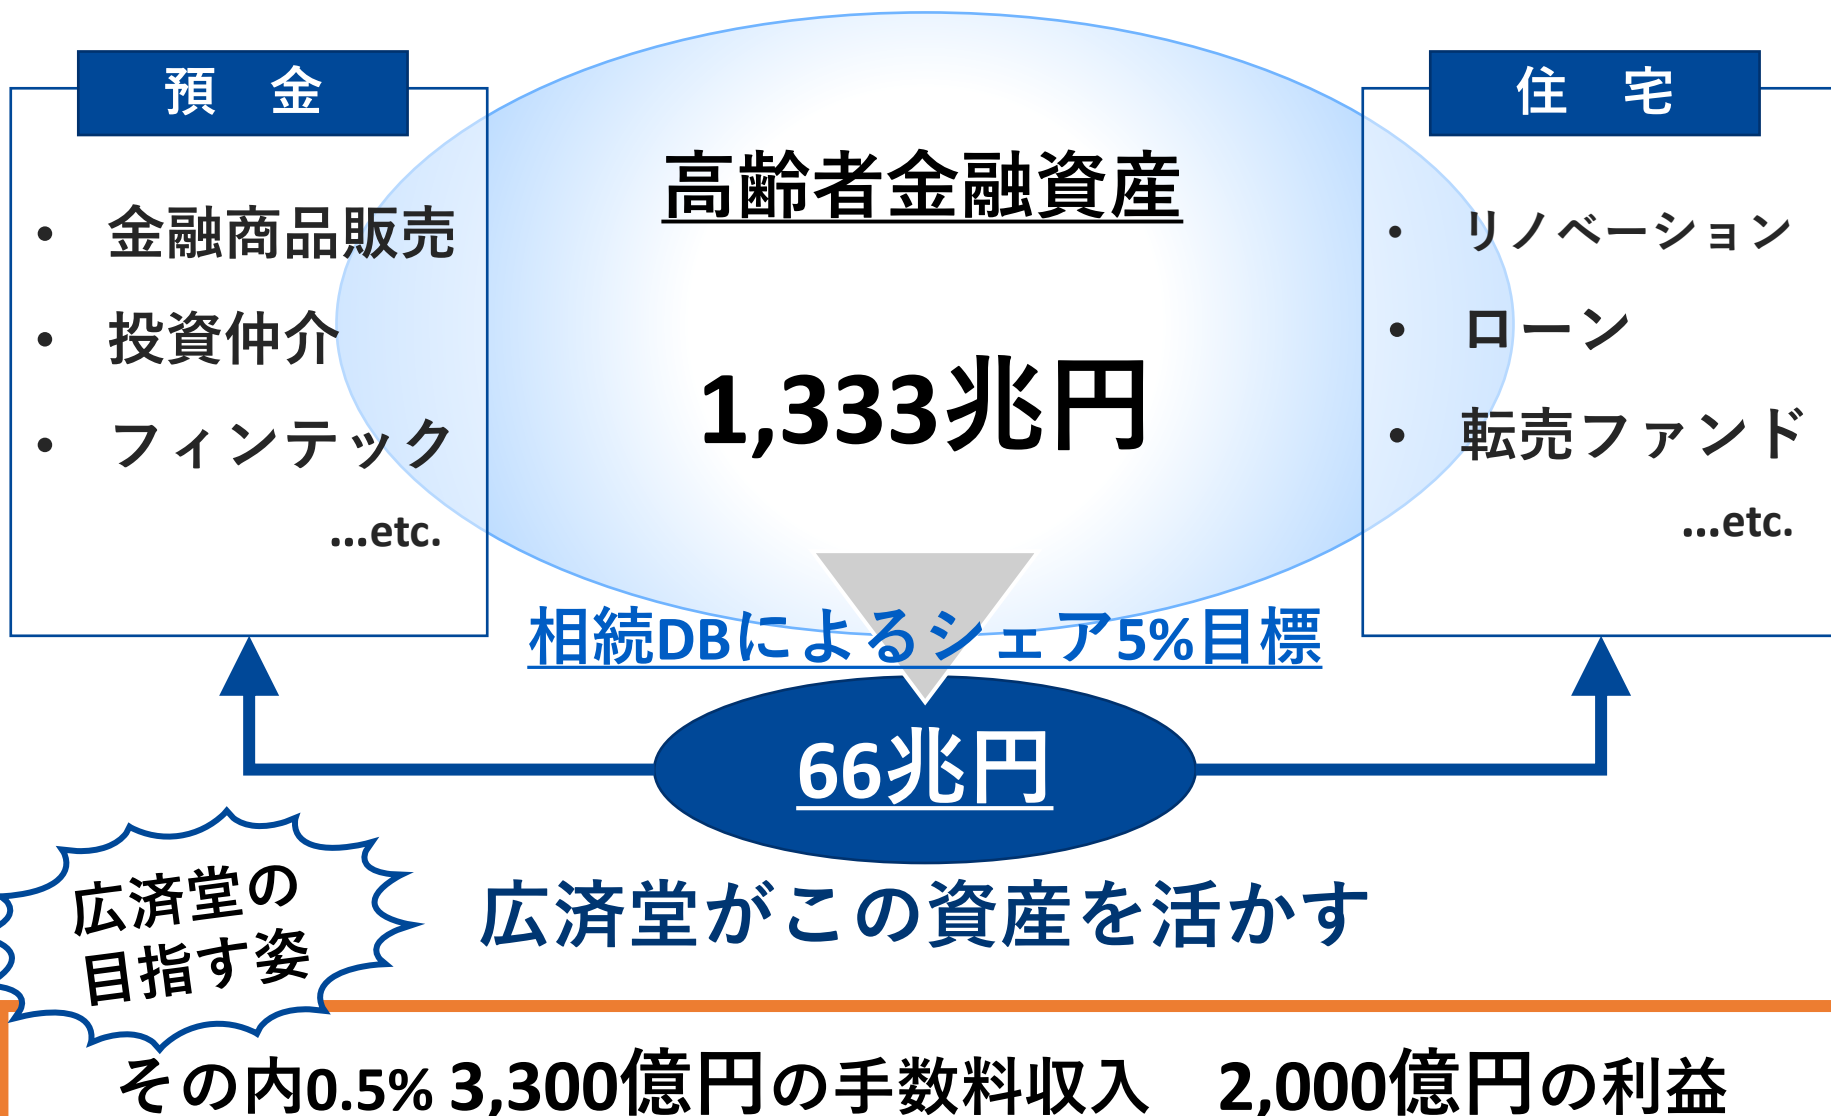 預　金
• 金融商品販売
• 投資仲介
• フィンテック
…etc.
高齢者金融資産
1,333兆円
住　宅
• リノベーション
• ローン
• 転売ファンド
…etc.
相続DBによるシェア5%目標
66兆円
広済堂がこの資産を活かす
広済堂の
目指す姿
その内0.5% 3,300億円の手数料収入　2,000億円の利益